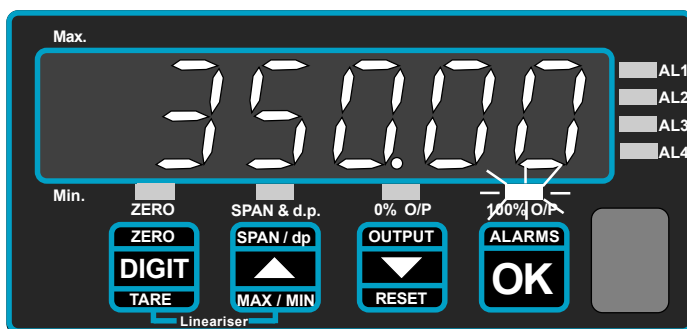 Max.
350.00
AL1
AL2
AL3
AL4
Min.
ZERO SPAN & d.p. 0% O/P 100% O/P
ZERO SPAN / dp OUTPUT ALARMS
DIGIT OK
TARE MAX / MIN RESET
Lineariser